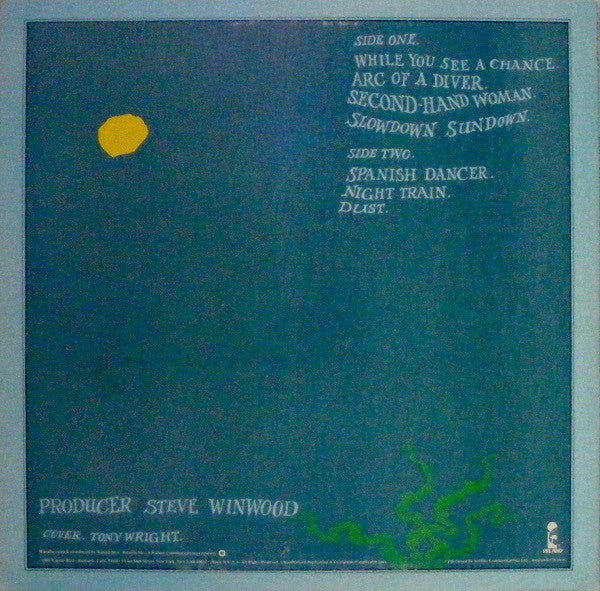 SIDE ONE.
WHILE YOU SEE A CHANCE.
ARC OF A DIVER.
SECOND-HAND WOMAN
SLOWDOWN SUNDOWN.
SIDE TWO.
SPANISH DANCER.
NIGHT TRAIN.
DUST.
PRODUCER STEVE WINWOOD
COVER. TONY WRIGHT.
ISLAND